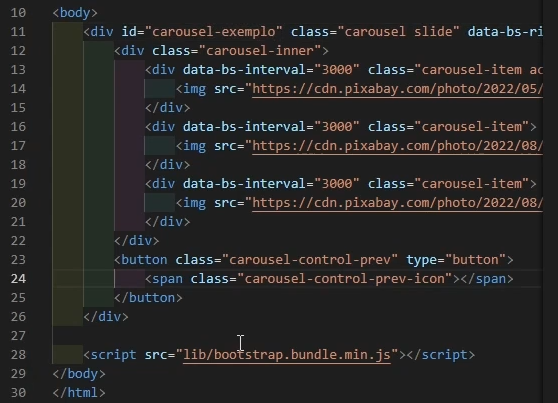 10 <body>
11 <div id="carousel-exemplo" class="carousel slide" data-bs-ri
12 <div class="carousel-inner">
13 <div data-bs-interval="3000" class="carousel-item ac
14 <img src="https://cdn.pixabay.com/photo/2022/05/
15 </div>
16 <div data-bs-interval="3000" class="carousel-item">
17 <img src="https://cdn.pixabay.com/photo/2022/08/
18 </div>
19 <div data-bs-interval="3000" class="carousel-item">
20 <img src="https://cdn.pixabay.com/photo/2022/08/
21 </div>
22 </div>
23 <button class="carousel-control-prev" type="button">
24 <span class="carousel-control-prev-icon"></span>
25 </button>
26 </div>
27
28 <script src="lib/bootstrap.bundle.min.js"></script>
29 </body>
30 </html>